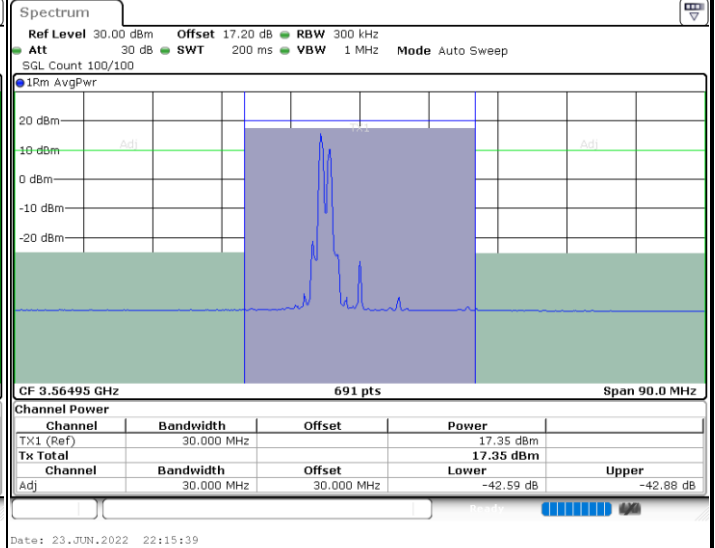 Spectrum
Ref Level 30.00 dBm Offset 17.20 dB RBW 300 kHz
Att 30 dB SWT 200 ms VBW 1 MHz Mode Auto Sweep
SGL Count 100/100
1Rm AvgPwr
TX1
20 dBm
Adj Adj
10 dBm
0 dBm
-10 dBm
-20 dBm
CF 3.56495 GHz 691 pts Span 90.0 MHz
Channel Power
Channel Bandwidth Offset Power
TX1 (Ref) 30.000 MHz 17.35 dBm
Tx Total 17.35 dBm
Channel Bandwidth Offset Lower Upper
Adj 30.000 MHz 30.000 MHz -42.59 dB -42.88 dB
Ready
Date: 23.JUN.2022 22:15:39